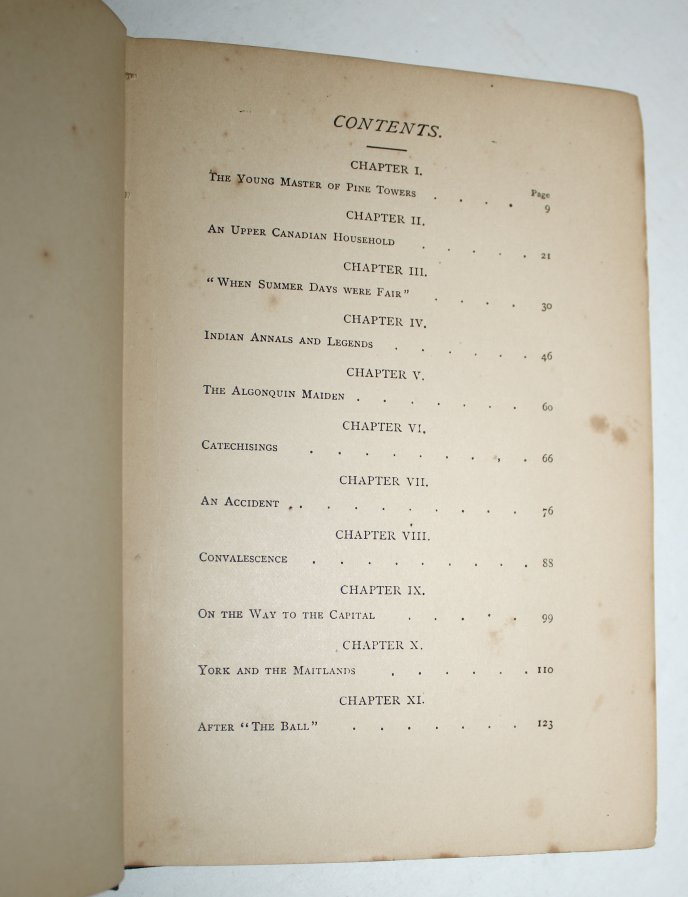 CONTENTS.
CHAPTER I.
Page
The Young Master of Pine Towers . . . . 9
CHAPTER II.
An Upper Canadian Household . . . . . 21
CHAPTER III.
"When Summer Days were Fair" . . . . 30
CHAPTER IV.
Indian Annals and Legends . . . . . . 46
CHAPTER V.
The Algonquin Maiden . . . . . . . 60
CHAPTER VI.
Catechisings . . . . . . . , . 66
CHAPTER VII.
An Accident . . . . . . . . . . 76
CHAPTER VIII.
Convalescence . . . . . . . . . 88
CHAPTER IX.
On the Way to the Capital . . . . . 99
CHAPTER X.
York and the Maitlands . . . . . . 110
CHAPTER XI.
After "The Ball" . . . . . . . 123